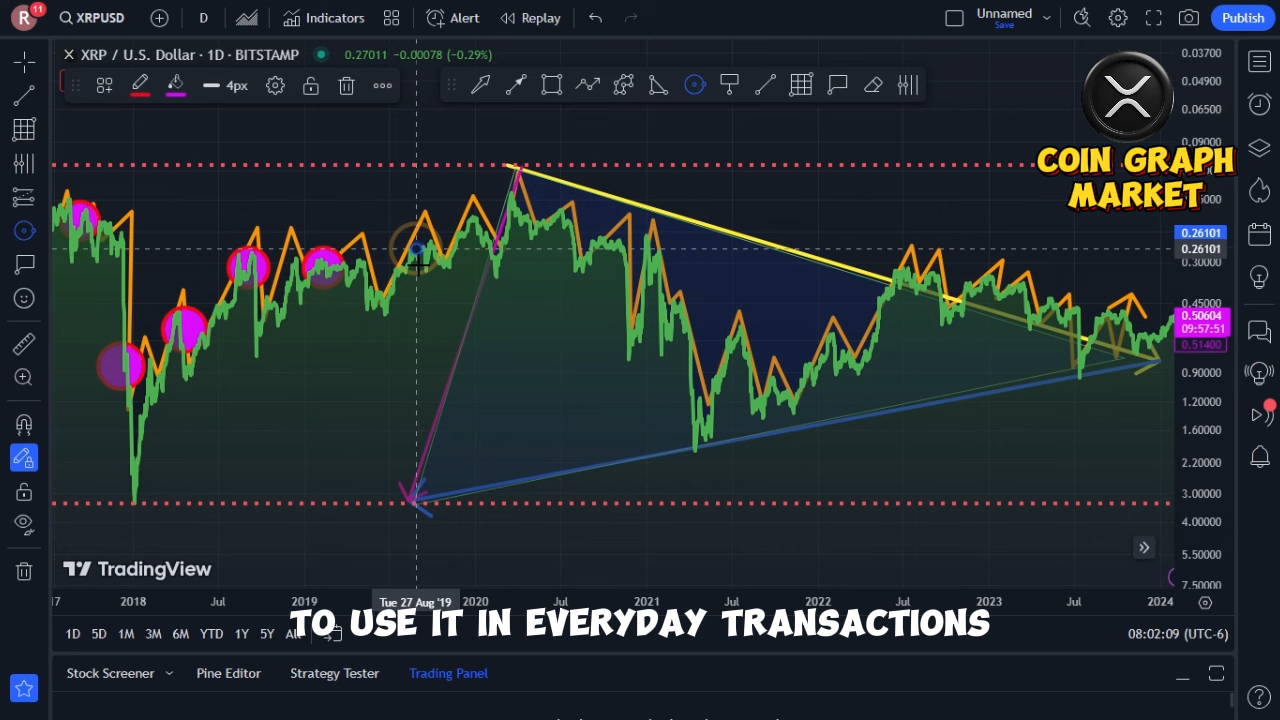 R 11 XRPUSD D Indicators Alert Replay Unnamed Save Publish
XRP / U.S. Dollar · 1D · BITSTAMP 0.27011 −0.00078 (−0.29%)
4px
COIN GRAPH
MARKET
0.03700
0.04900
0.06500
0.09000
0.26101
0.26101
0.30000
0.45000
0.50604
09:57:51
0.51400
0.90000
1.20000
1.60000
2.20000
3.00000
4.00000
5.50000
7.50000
TradingView
17 2018 Jul 2019 Tue 27 Aug '19 2020 Jul 2021 Jul 2022 Jul 2023 Jul 2024
TO USE IT IN EVERYDAY TRANSACTIONS
1D 5D 1M 3M 6M YTD 1Y 5Y 08:02:09 (UTC-6)
Stock Screener Pine Editor Strategy Tester Trading Panel